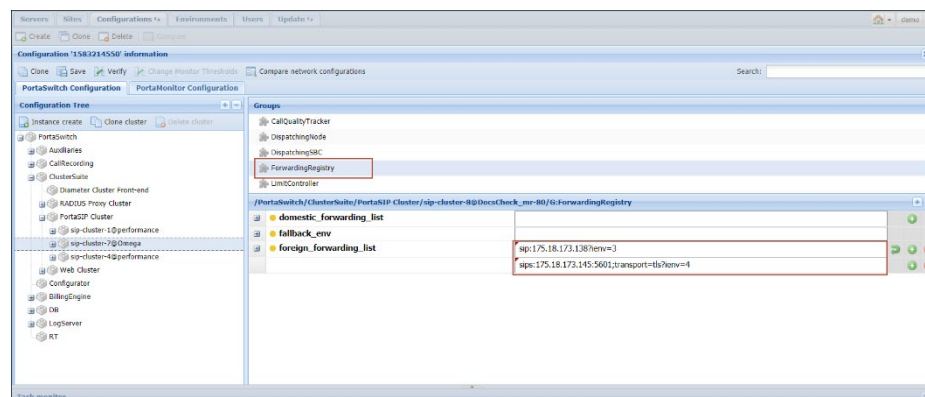 Servers Sites Configurations Environments Users Update
demo
Create Clone Delete Compare
Configuration '1583214550' information
Clone Save Verify Change Monitor Thresholds Compare network configurations Search:
PortaSwitch Configuration PortaMonitor Configuration
Configuration Tree
Groups
Instance create Clone cluster Delete cluster
CallQualityTracker
DispatchingNode
DispatchingSBC
ForwardingRegistry
LimitController
PortaSwitch
Auxiliaries
CallRecording
ClusterSuite
Diameter Cluster Front-end
RADIUS Proxy Cluster
PortaSIP Cluster
sip-cluster-1@performance
sip-cluster-7@Omega
sip-cluster-4@performance
Web Cluster
Configurator
BillingEngine
DB
LogServer
RT
/PortaSwitch/ClusterSuite/PortaSIP Cluster/sip-cluster-8@DocsCheck_mr-80/G:ForwardingRegistry
domestic_forwarding_list
fallback_env
foreign_forwarding_list sip:175.18.173.138?ienv=3
sips:175.18.173.145:5601;transport=tls?ienv=4
Task monitor